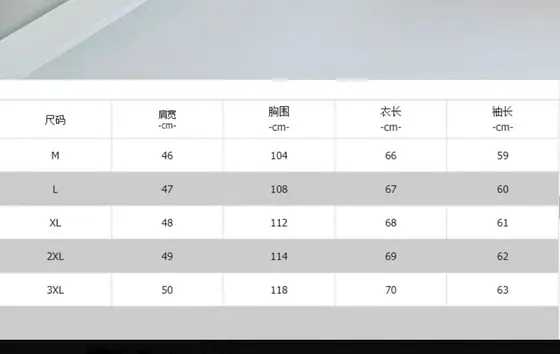 尺码 肩宽 -cm- 胸围 -cm- 衣长 -cm- 袖长 -cm-
M 46 104 66 59
L 47 108 67 60
XL 48 112 68 61
2XL 49 114 69 62
3XL 50 118 70 63